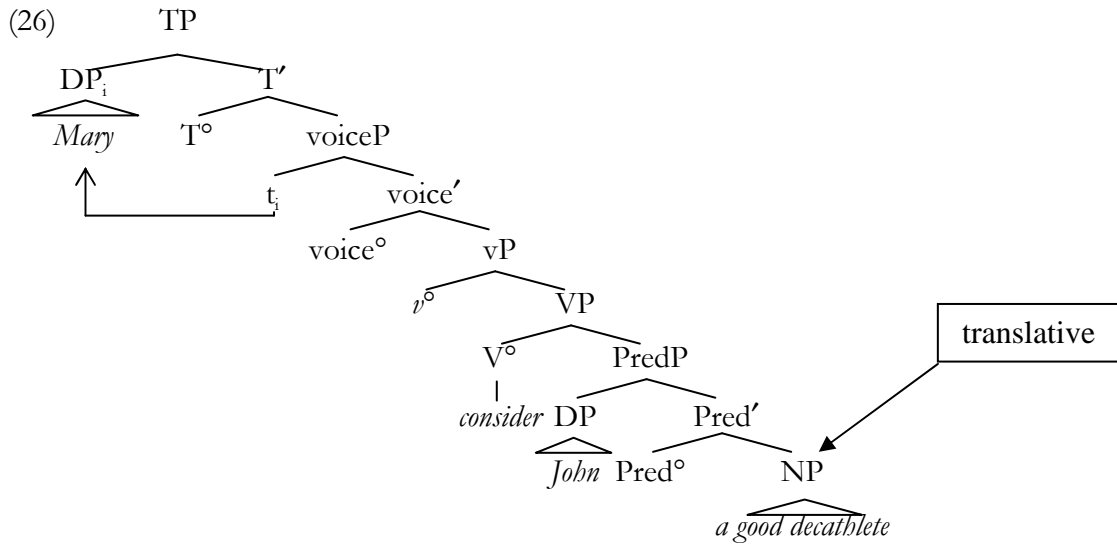 (26) TP
DPᵢ T′
Mary T° voiceP
tᵢ voice′
voice° vP
v° VP
translative
V° PredP
consider DP Pred′
John Pred° NP
a good decathlete